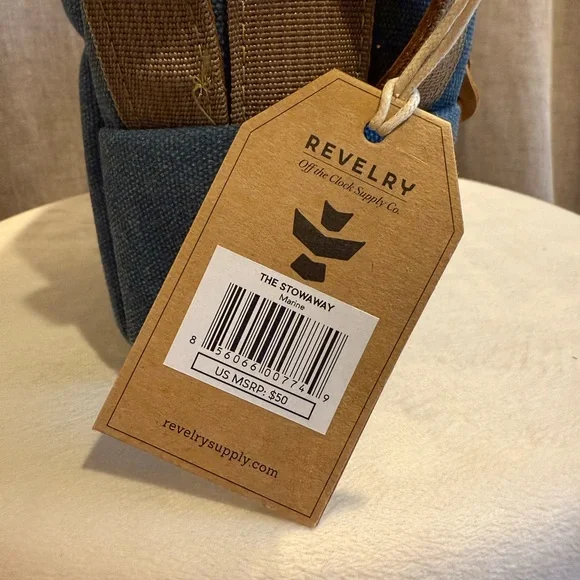 REVELRY
Off the Clock Supply Co.
THE STOWAWAY
Marine
8 56066 00774 9
US MSRP: $50
revelrysupply.com